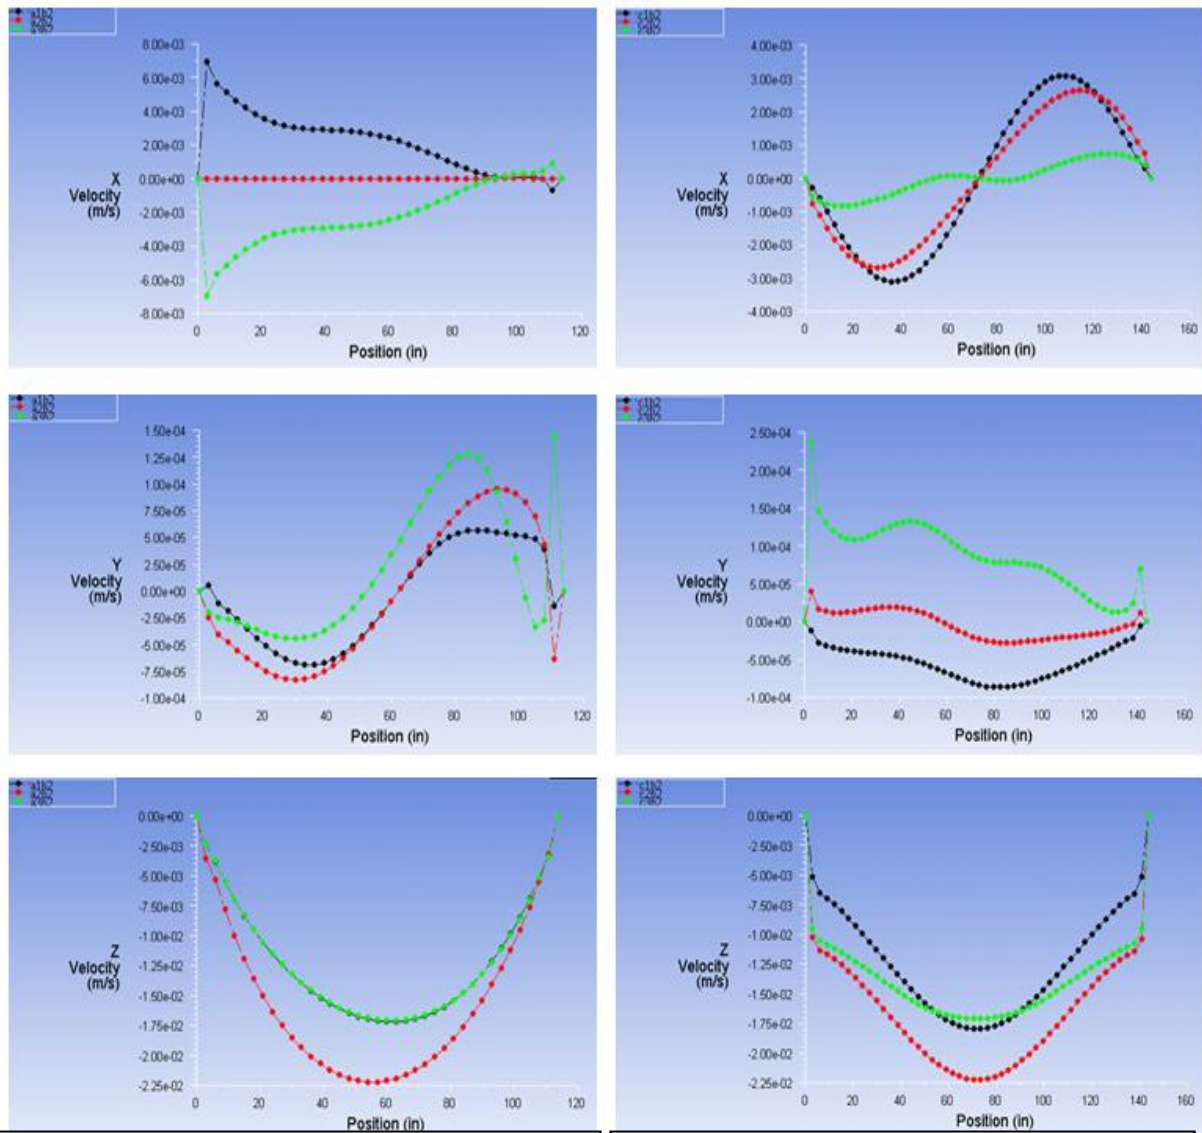 a1b2
8.00e-03
6.00e-03
4.00e-03
2.00e-03
0.00e+00
-2.00e-03
-4.00e-03
-6.00e-03
-8.00e-03
X
Velocity
(m/s)
0 20 40 60 80 100 120
Position (in)
c1b2
4.00e-03
3.00e-03
2.00e-03
1.00e-03
0.00e+00
-1.00e-03
-2.00e-03
-3.00e-03
-4.00e-03
X
Velocity
(m/s)
0 20 40 60 80 100 120 140 160
Position (in)
a1b2
1.50e-04
1.25e-04
1.00e-04
7.50e-05
5.00e-05
2.50e-05
0.00e+00
-2.50e-05
-5.00e-05
-7.50e-05
-1.00e-04
Y
Velocity
(m/s)
0 20 40 60 80 100 120
Position (in)
c1b2
2.50e-04
2.00e-04
1.50e-04
1.00e-04
5.00e-05
0.00e+00
-5.00e-05
-1.00e-04
Y
Velocity
(m/s)
0 20 40 60 80 100 120 140 160
Position (in)
a1b2
0.00e+00
-2.50e-03
-5.00e-03
-7.50e-03
-1.00e-02
-1.25e-02
-1.50e-02
-1.75e-02
-2.00e-02
-2.25e-02
Z
Velocity
(m/s)
0 20 40 60 80 100 120
Position (in)
c1b2
0.00e+00
-2.50e-03
-5.00e-03
-7.50e-03
-1.00e-02
-1.25e-02
-1.50e-02
-1.75e-02
-2.00e-02
-2.25e-02
Z
Velocity
(m/s)
0 20 40 60 80 100 120 140 160
Position (in)